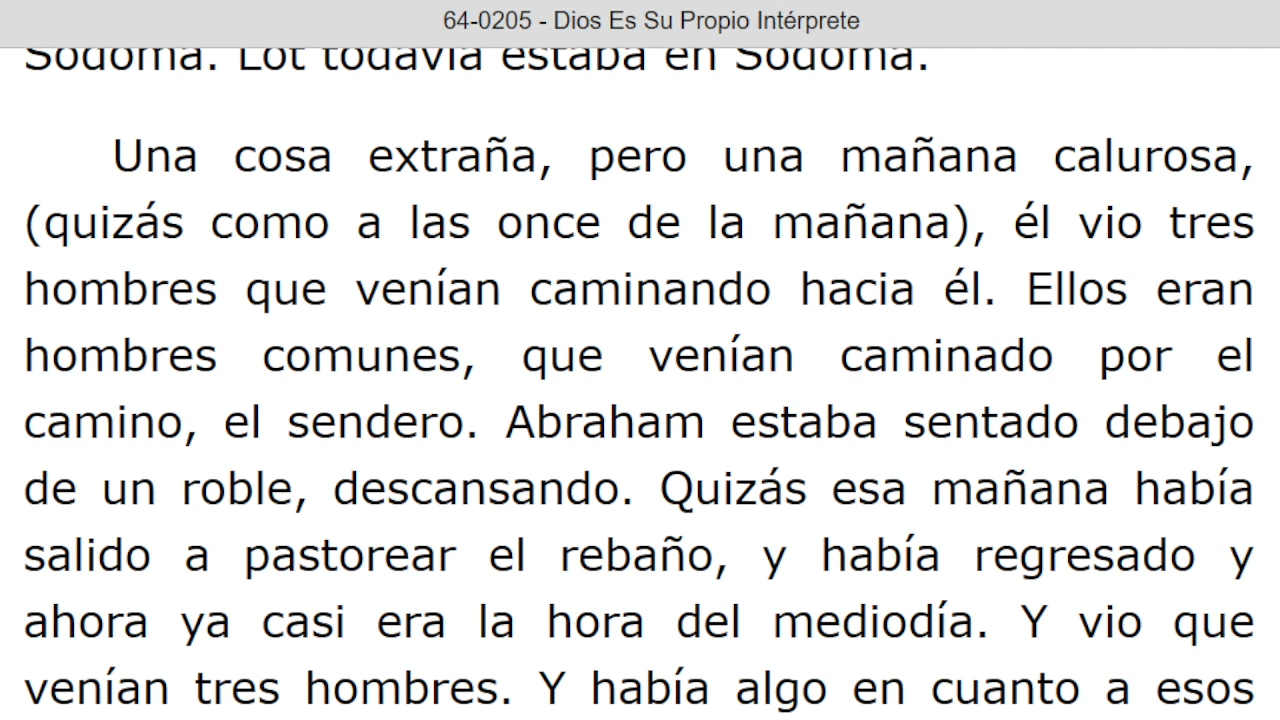 64-0205 - Dios Es Su Propio Intérprete
Sodoma. Lot todavía estaba en Sodoma.
Una cosa extraña, pero una mañana calurosa,
(quizás como a las once de la mañana), él vio tres
hombres que venían caminando hacia él. Ellos eran
hombres comunes, que venían caminado por el
camino, el sendero. Abraham estaba sentado debajo
de un roble, descansando. Quizás esa mañana había
salido a pastorear el rebaño, y había regresado y
ahora ya casi era la hora del mediodía. Y vio que
venían tres hombres. Y había algo en cuanto a esos